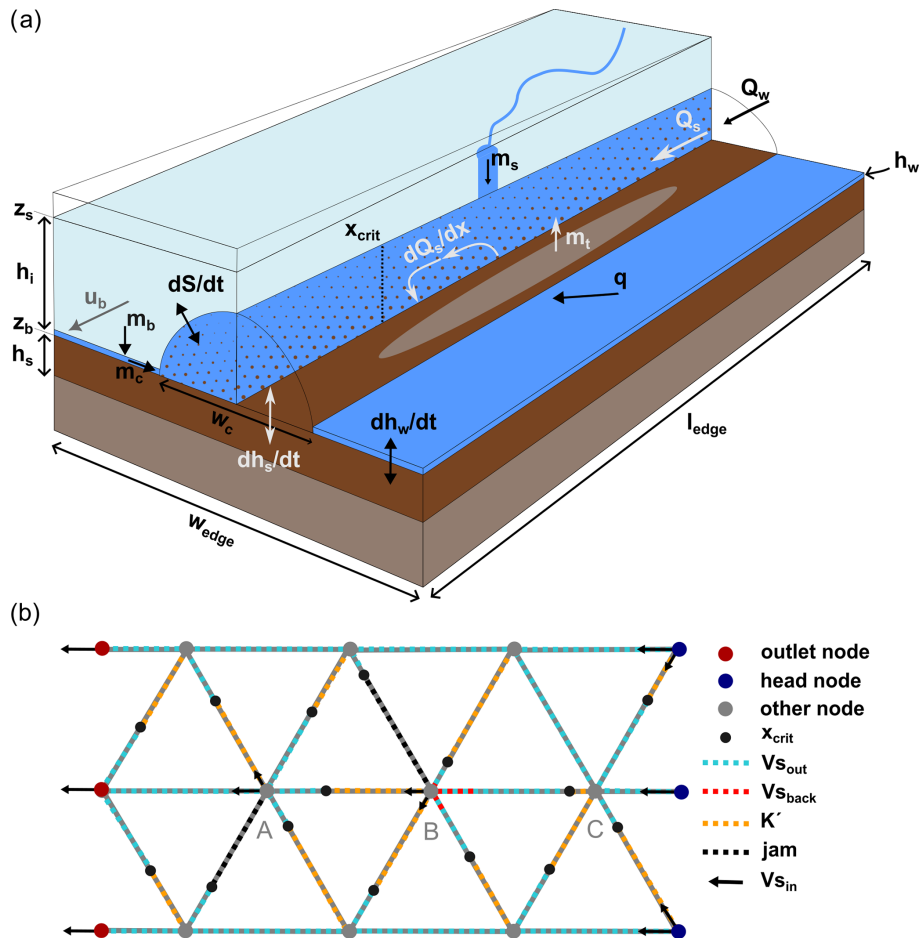 (a)
Q_w
Q_s
m_s
h_w
z_s
x_crit
dQ_s/dx
m_t
h_i
dS/dt
u_b
q
z_b
m_b
h_s
m_c
w_c
dh_w/dt
l_edge
dh_s/dt
w_edge
(b)
outlet node
head node
other node
x_crit
Vs_out
Vs_back
K´
jam
Vs_in
A
B
C